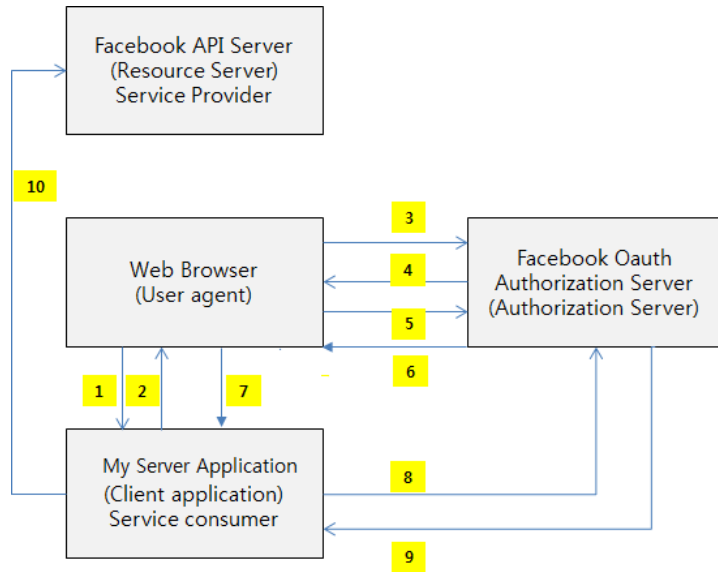 Facebook API Server
(Resource Server)
Service Provider
10
3
Web Browser
(User agent)
4
Facebook Oauth
Authorization Server
(Authorization Server)
5
6
1
2
7
My Server Application
(Client application)
Service consumer
8
9